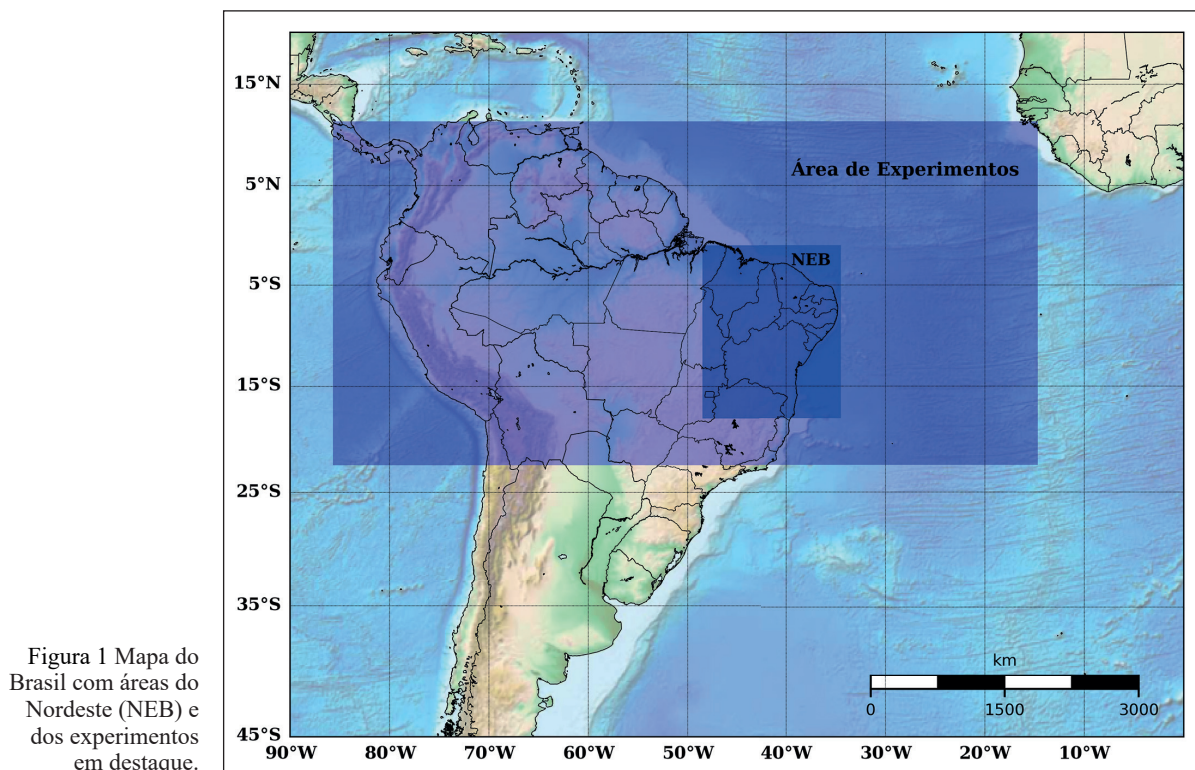 15°N
Área de Experimentos
5°N
NEB
5°S
15°S
25°S
35°S
km
0 1500 3000
45°S
90°W 80°W 70°W 60°W 50°W 40°W 30°W 20°W 10°W
Figura 1 Mapa do
Brasil com áreas do
Nordeste (NEB) e
dos experimentos
em destaque.